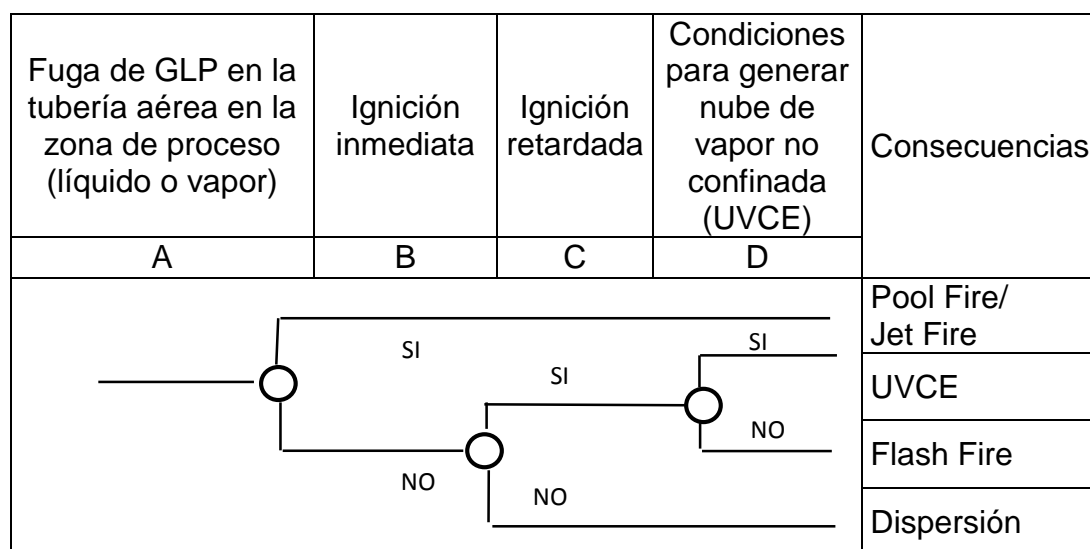 Fuga de GLP en la
tubería aérea en la
zona de proceso
(líquido o vapor)
Ignición
inmediata
Ignición
retardada
Condiciones
para generar
nube de
vapor no
confinada
(UVCE)
Consecuencias
A
B
C
D
Pool Fire/
Jet Fire
SI
SI
SI
UVCE
NO
Flash Fire
NO
NO
Dispersión